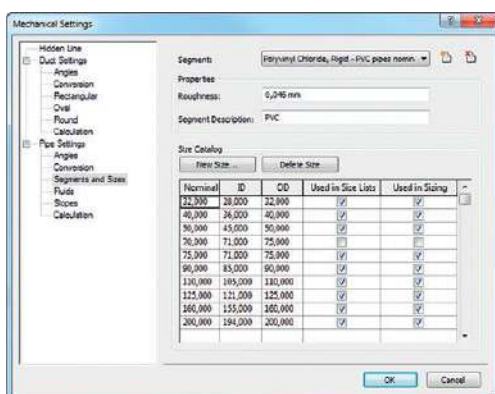 Mechanical Settings
Hidden Line
Duct Settings
Angles
Conversion
Rectangular
Oval
Round
Calculation
Pipe Settings
Angles
Conversion
Segments and Sizes
Fluids
Slopes
Calculation
Segment: Polyvinyl Chloride, Rigid - PVC pipes nomin
Properties
Roughness: 0,046 mm
Segment Description: PVC
Size Catalog
New Size... Delete Size
Nominal ID OD Used in Size Lists Used in Sizing
32,000 28,000 32,000
40,000 36,000 40,000
50,000 45,000 50,000
70,000 71,000 75,000
75,000 71,000 75,000
90,000 85,000 90,000
110,000 105,000 110,000
125,000 121,000 125,000
160,000 155,000 160,000
200,000 194,000 200,000
OK Cancel